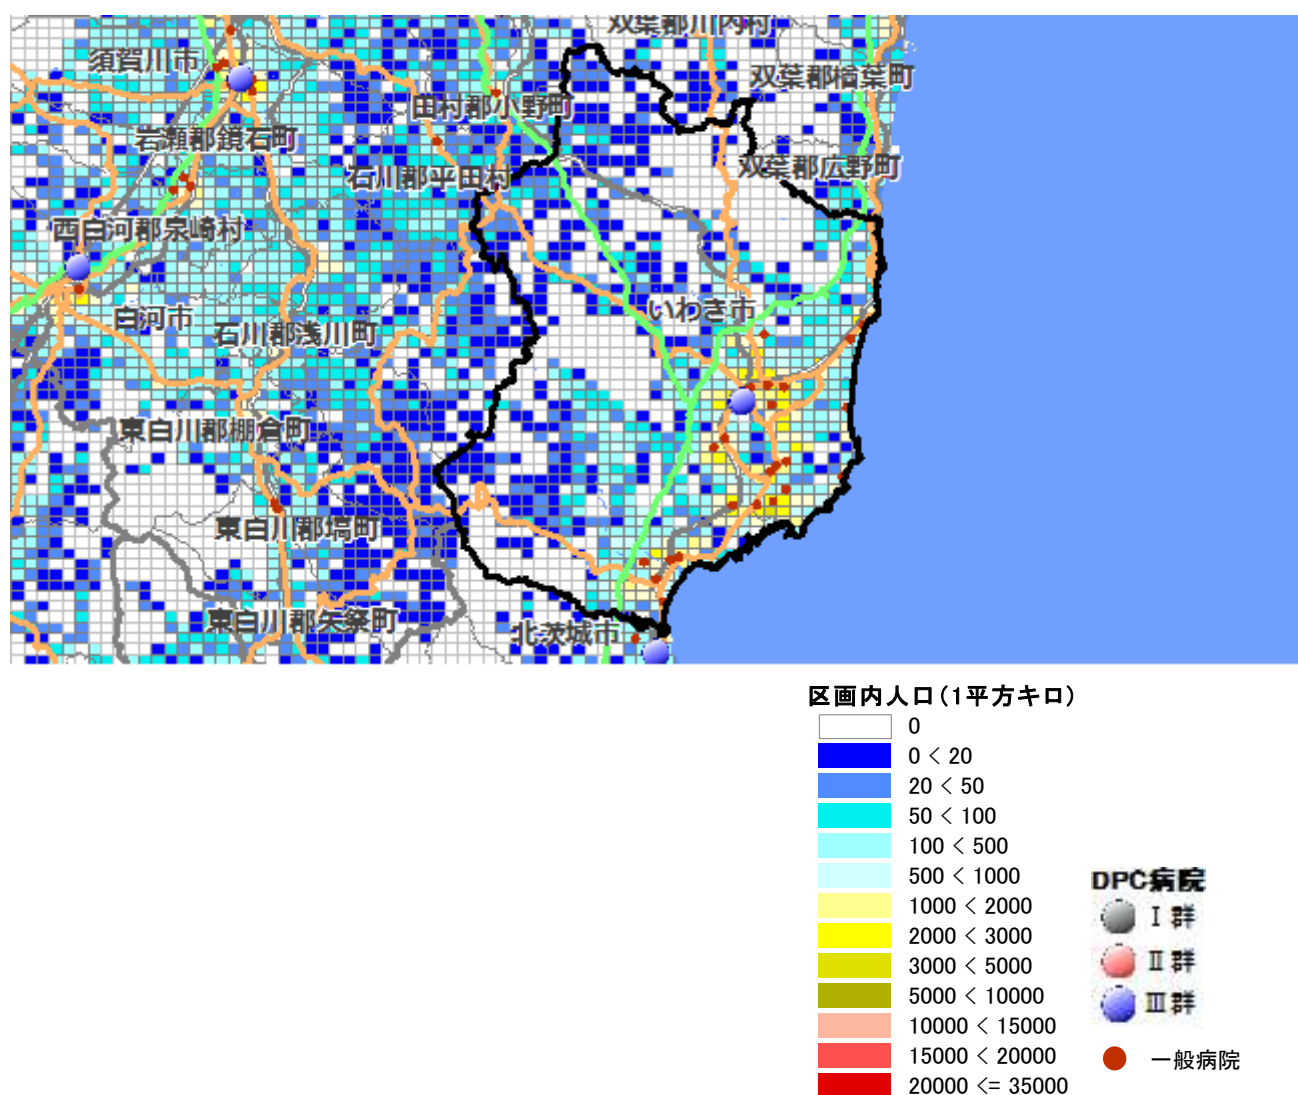 双葉郡川内村
須賀川市
双葉郡楢葉町
田村郡小野町
岩瀬郡鏡石町
双葉郡広野町
石川郡平田村
西白河郡泉崎村
いわき市
白河市
石川郡浅川町
東白川郡棚倉町
東白川郡塙町
東白川郡矢祭町
北茨城市
区画内人口(1平方キロ)
0
0 < 20
20 < 50
50 < 100
100 < 500
500 < 1000
1000 < 2000
2000 < 3000
3000 < 5000
5000 < 10000
10000 < 15000
15000 < 20000
20000 <= 35000
DPC病院
Ⅰ群
Ⅱ群
Ⅲ群
一般病院